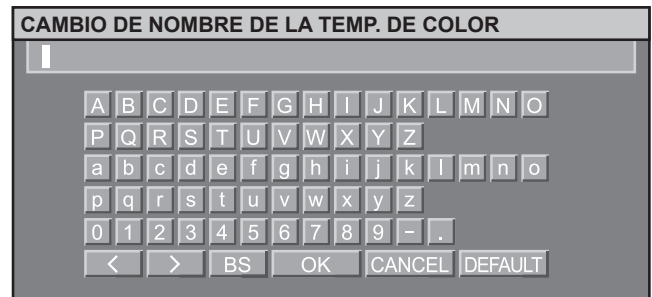 CAMBIO DE NOMBRE DE LA TEMP. DE COLOR
A B C D E F G H I J K L M N O
P Q R S T U V W X Y Z
a b c d e f g h i j k l m n o
p q r s t u v w x y z
0 1 2 3 4 5 6 7 8 9 - .
< > BS OK CANCEL DEFAULT